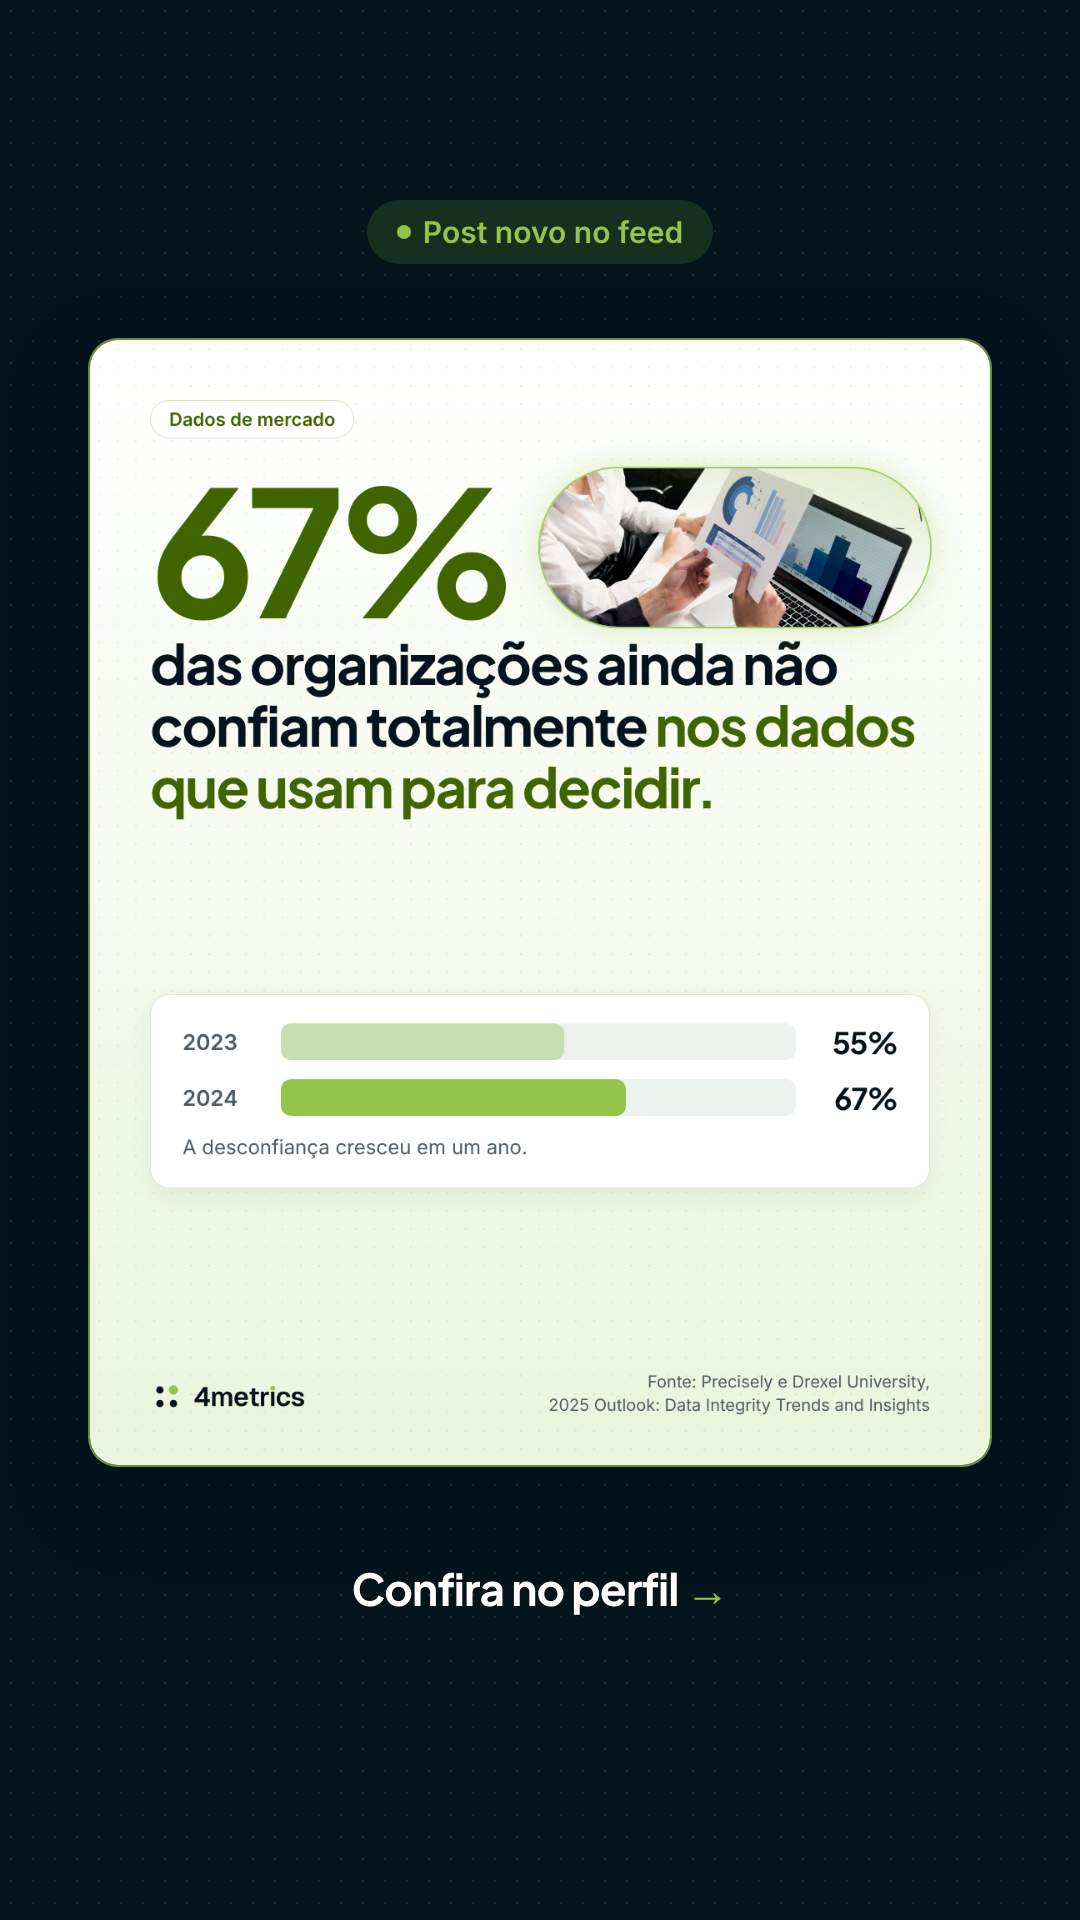 Post novo no feed
Dados de mercado
67%
das organizações ainda não
confiam totalmente nos dados
que usam para decidir.
2023 55%
2024 67%
A desconfiança cresceu em um ano.
4metrics
Fonte: Precisely e Drexel University,
2025 Outlook: Data Integrity Trends and Insights
Confira no perfil →